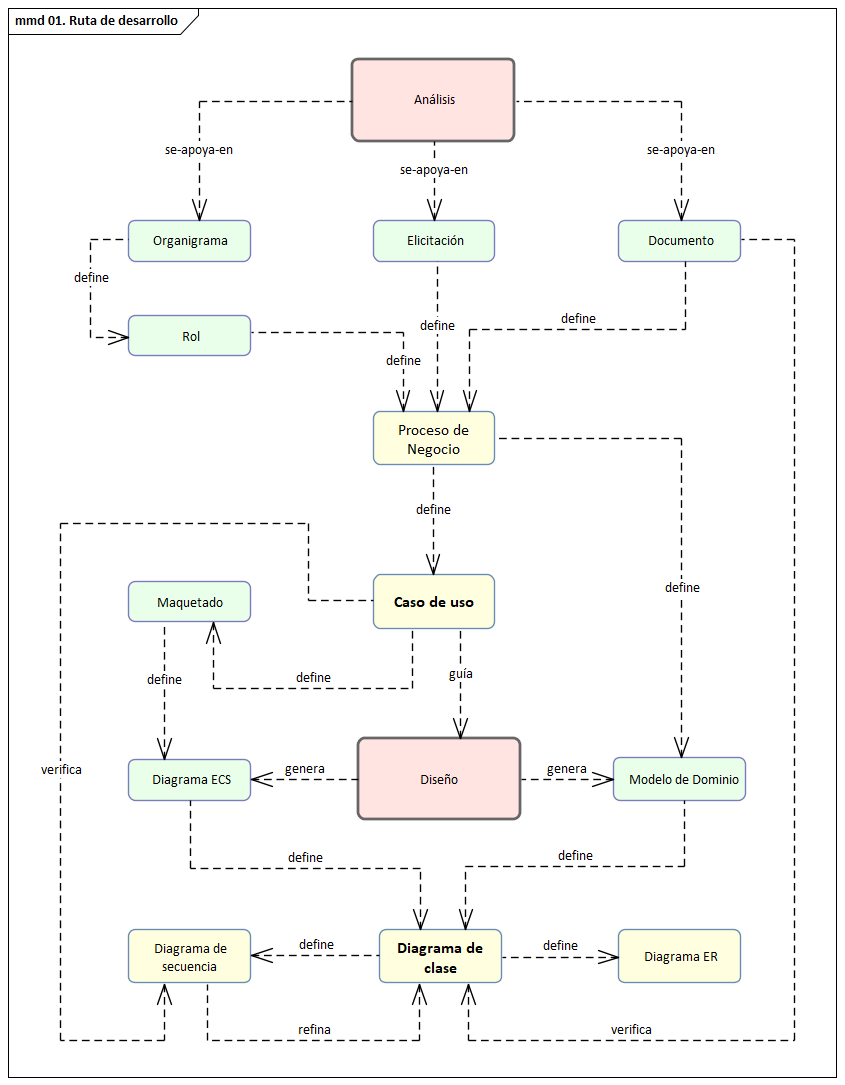 mmd 01. Ruta de desarrollo
Análisis
se-apoya-en
se-apoya-en
se-apoya-en
Organigrama
Elicitación
Documento
define
Rol
define
define
define
Proceso de
Negocio
define
define
Maquetado
Caso de uso
define
define
guía
verifica
Diagrama ECS
genera
Diseño
genera
Modelo de Dominio
define
define
Diagrama de
secuencia
define
Diagrama de
clase
define
Diagrama ER
refina
verifica